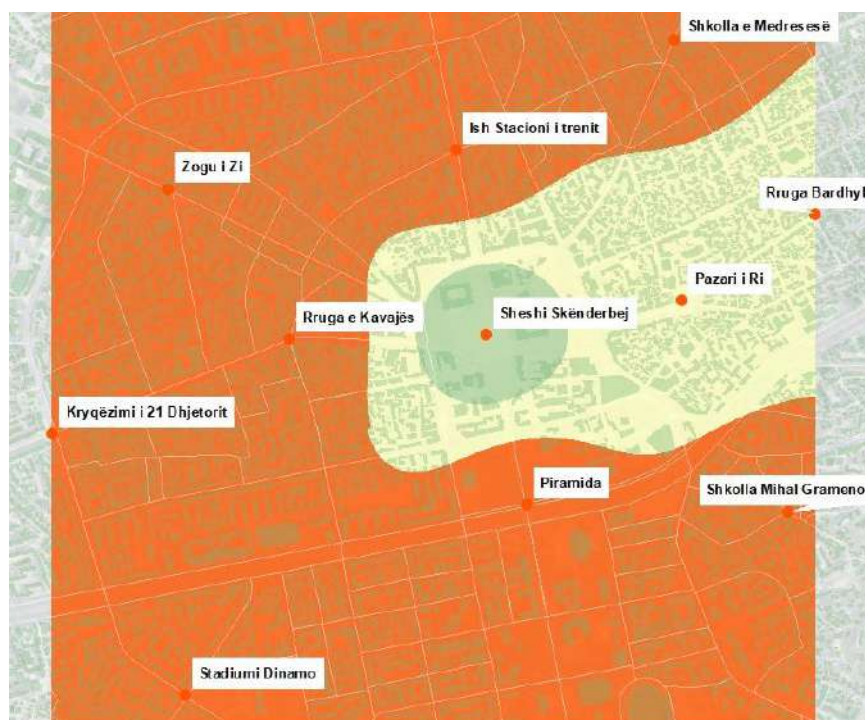 Shkolla e Medresesë
Ish Stacioni i trenit
Zogu i Zi
Rruga Bardhyl
Pazari i Ri
Rruga e Kavajës
Sheshi Skënderbej
Kryqëzimi i 21 Dhjetorit
Piramida
Shkolla Mihal Grameno
Stadiumi Dinamo